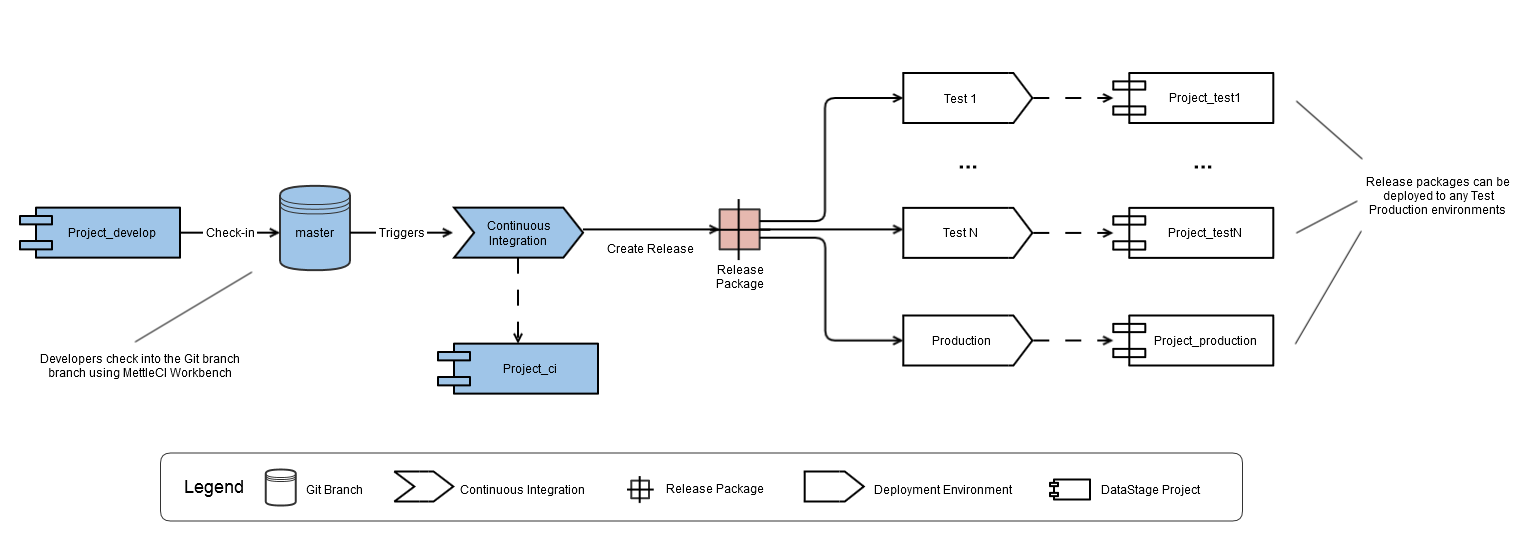 Test 1
Project_test1
...
...
Release packages can be
deployed to any Test
Production environments
Project_develop
Check-in
master
Triggers
Continuous
Integration
Create Release
Release
Package
Test N
Project_testN
Production
Project_production
Developers check into the Git branch
branch using MettleCI Workbench
Project_ci
Legend
Git Branch
Continuous Integration
Release Package
Deployment Environment
DataStage Project